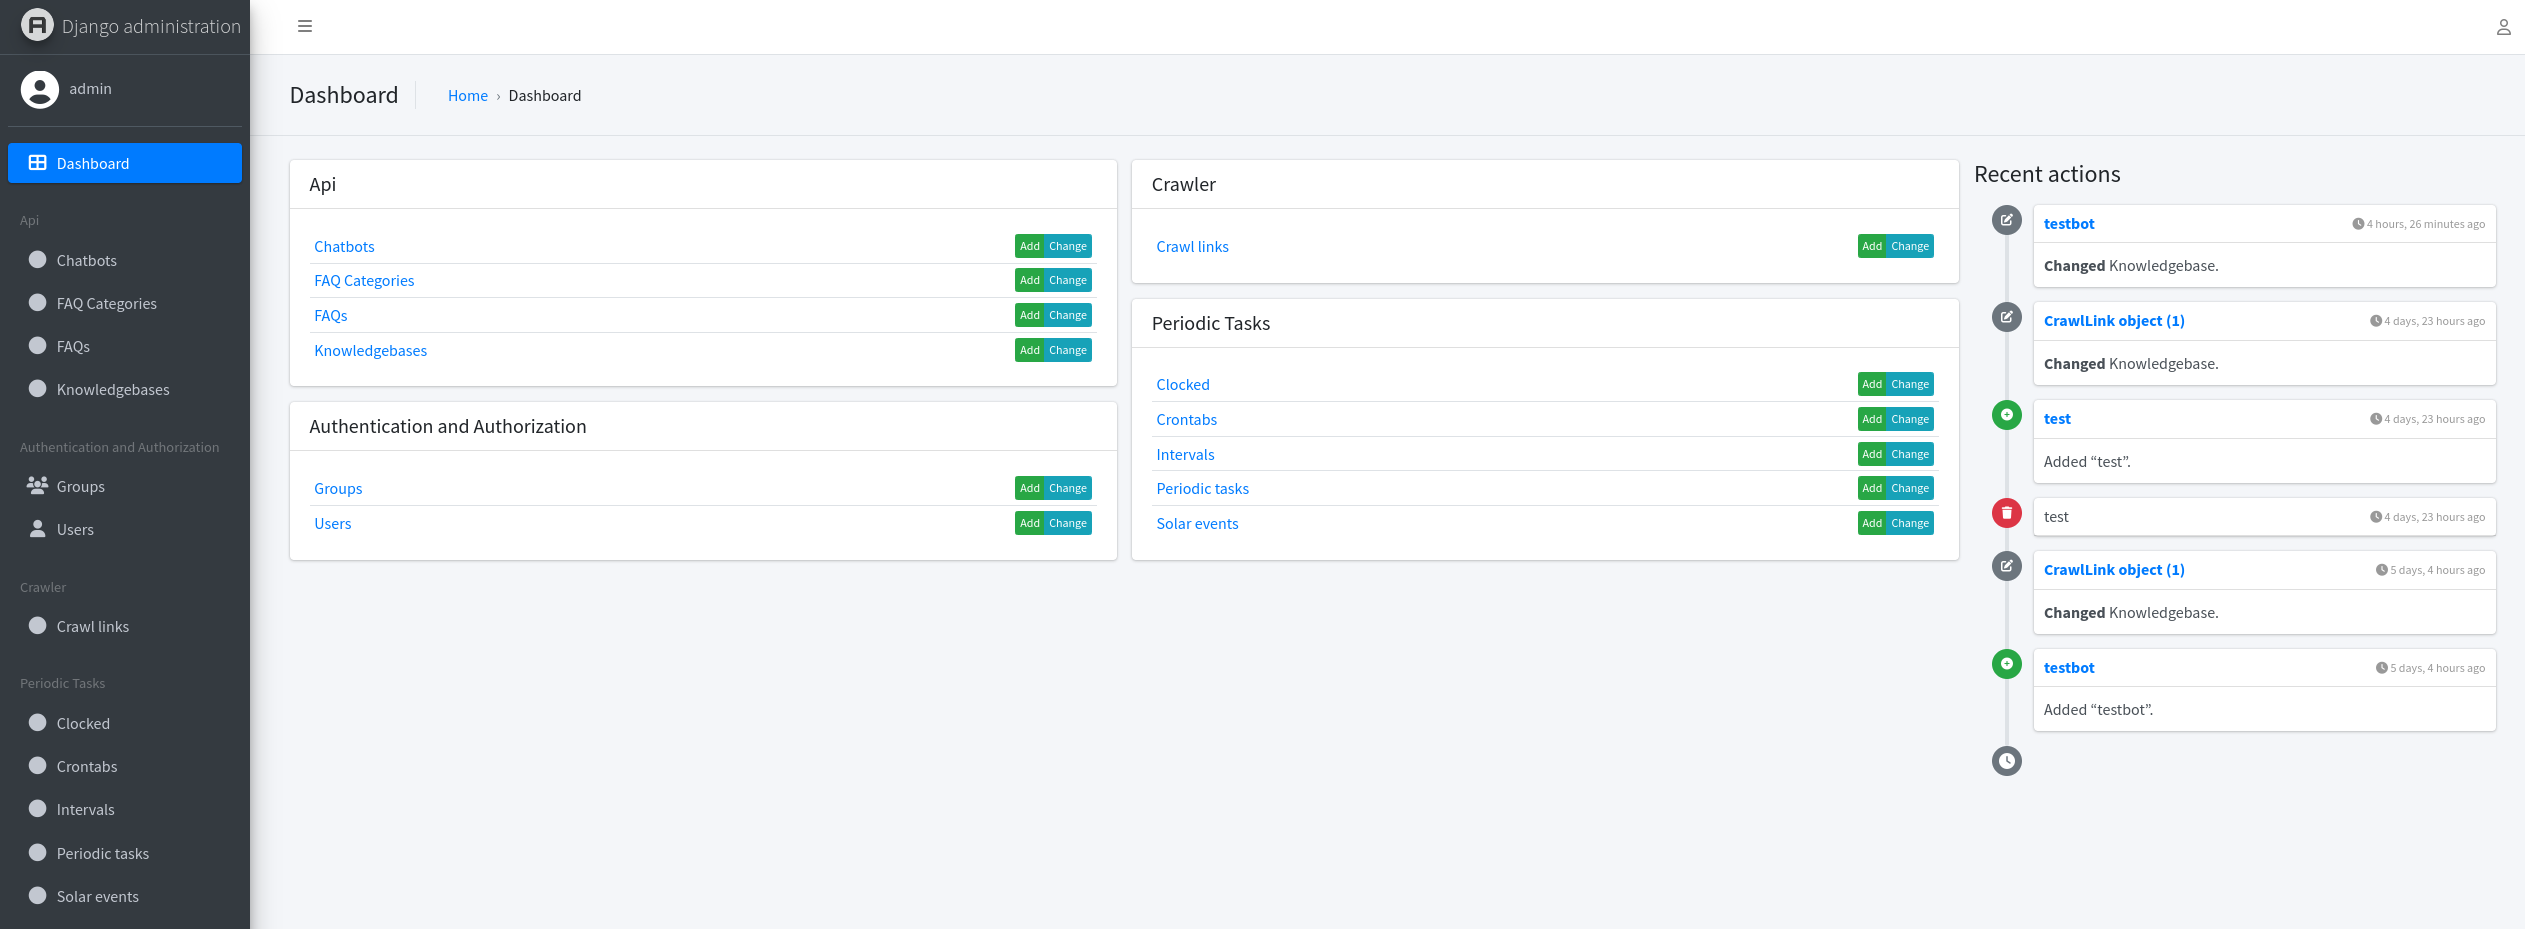 Django administration
admin
Dashboard
Api
Chatbots
FAQ Categories
FAQs
Knowledgebases
Authentication and Authorization
Groups
Users
Crawler
Crawl links
Periodic Tasks
Clocked
Crontabs
Intervals
Periodic tasks
Solar events
Dashboard
Home › Dashboard
Api
Chatbots Add Change
FAQ Categories Add Change
FAQs Add Change
Knowledgebases Add Change
Authentication and Authorization
Groups Add Change
Users Add Change
Crawler
Crawl links Add Change
Periodic Tasks
Clocked Add Change
Crontabs Add Change
Intervals Add Change
Periodic tasks Add Change
Solar events Add Change
Recent actions
testbot 4 hours, 26 minutes ago
Changed Knowledgebase.
CrawlLink object (1) 4 days, 23 hours ago
Changed Knowledgebase.
test 4 days, 23 hours ago
Added “test”.
test 4 days, 23 hours ago
CrawlLink object (1) 5 days, 4 hours ago
Changed Knowledgebase.
testbot 5 days, 4 hours ago
Added “testbot”.